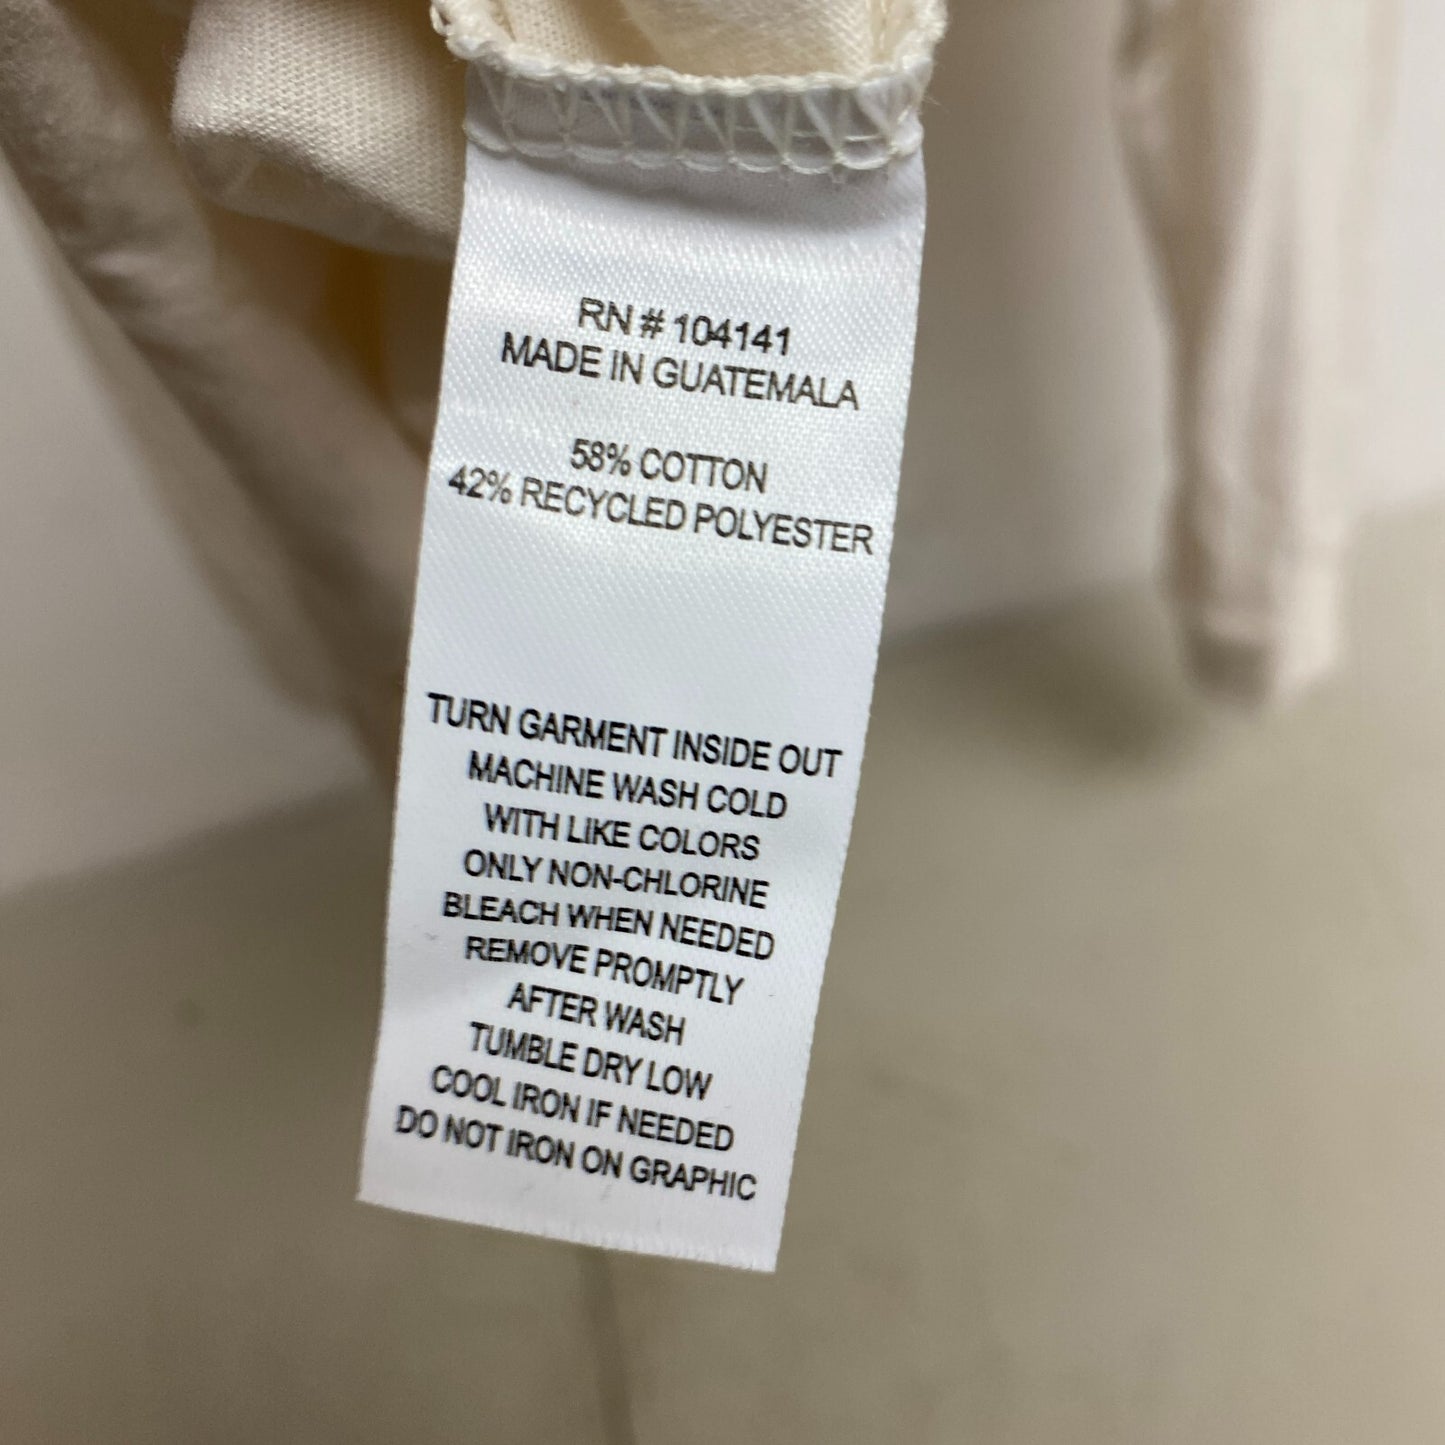 RN # 104141
MADE IN GUATEMALA
58% COTTON
42% RECYCLED POLYESTER
TURN GARMENT INSIDE OUT
MACHINE WASH COLD
WITH LIKE COLORS
ONLY NON-CHLORINE
BLEACH WHEN NEEDED
REMOVE PROMPTLY
AFTER WASH
TUMBLE DRY LOW
COOL IRON IF NEEDED
DO NOT IRON ON GRAPHIC